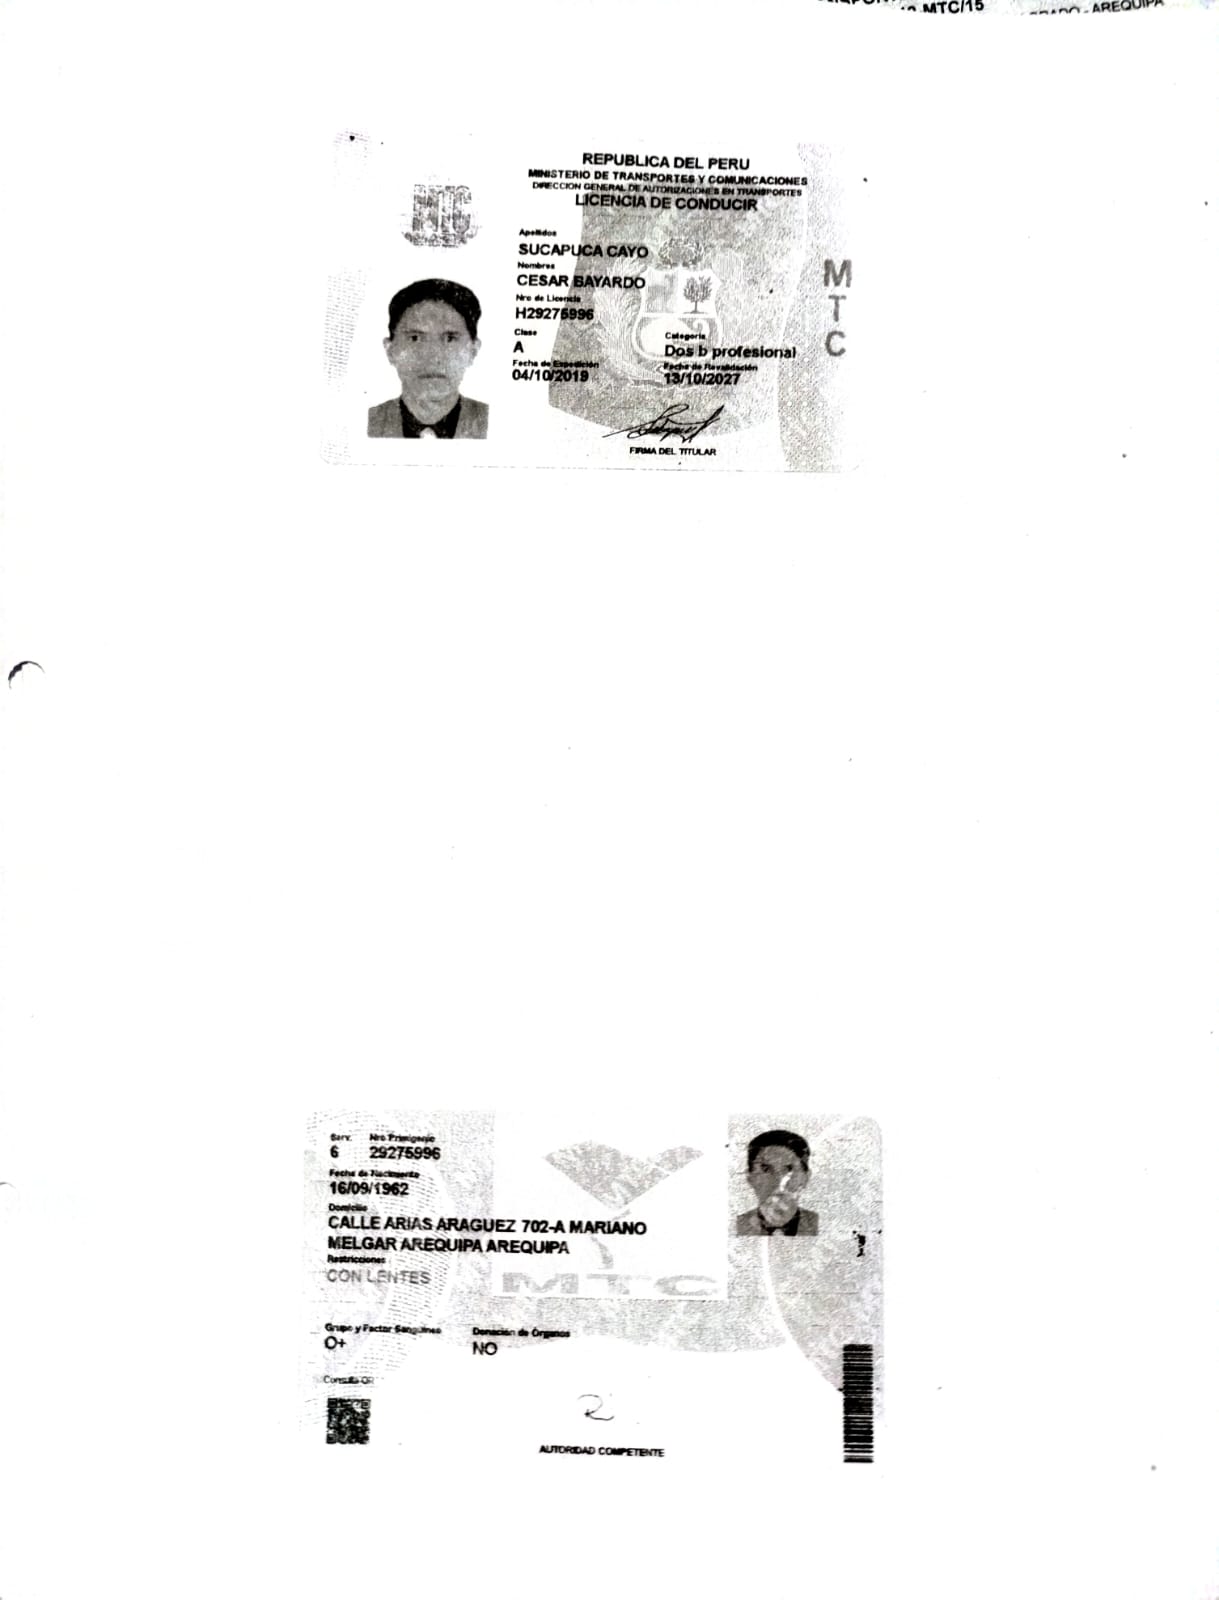 MTC/15
AREQUIPA
REPUBLICA DEL PERU
MINISTERIO DE TRANSPORTES Y COMUNICACIONES
DIRECCION GENERAL DE AUTORIZACIONES EN TRANSPORTES
LICENCIA DE CONDUCIR
MTC
Apellidos
SUCAPUCA CAYO
Nombres
CESAR BAYARDO
Nro de Licencia
H29275996
Clase Categoria
A Dos b profesional
Fecha de Expedición Fecha de Revalidación
04/10/2019 13/10/2027
FIRMA DEL TITULAR
M
T
C
Serv. Nro Primigenio
6 29275996
Fecha de Nacimiento
16/09/1962
Domicilio
CALLE ARIAS ARAGUEZ 702-A MARIANO
MELGAR AREQUIPA AREQUIPA
Restricciones
CON LENTES
MTC
Grupo y Factor Sanguineo Donación de Órganos
O+ NO
Consulta QR
AUTORIDAD COMPETENTE